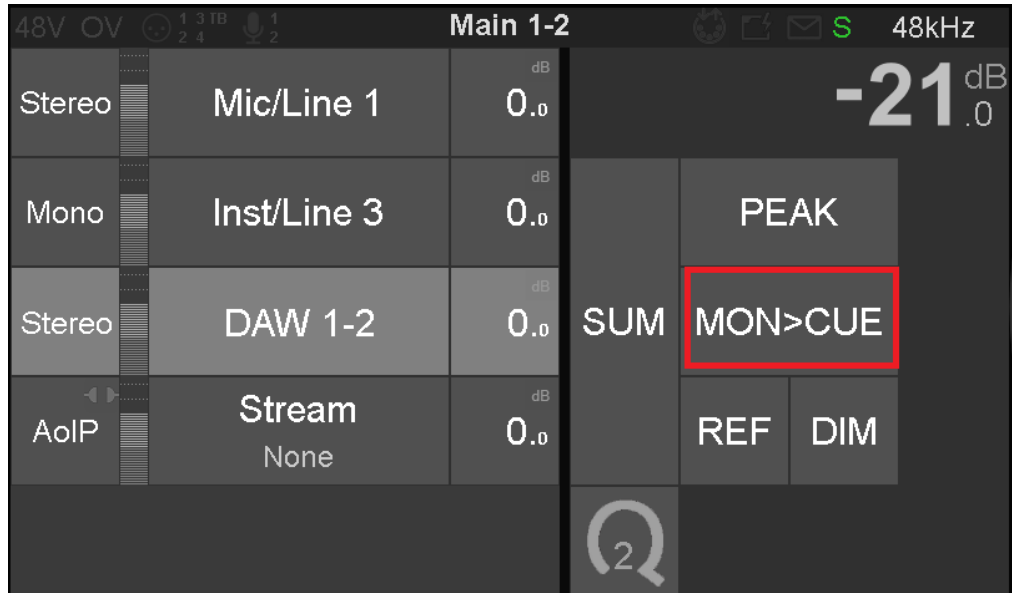 48V OV 1 3 TB 2 4 1 2 Main 1-2 S 48kHz
Stereo Mic/Line 1 dB 0.0
-21.0 dB
Mono Inst/Line 3 dB 0.0
PEAK
Stereo DAW 1-2 dB 0.0
SUM MON>CUE
AoIP Stream None dB 0.0
REF DIM
2